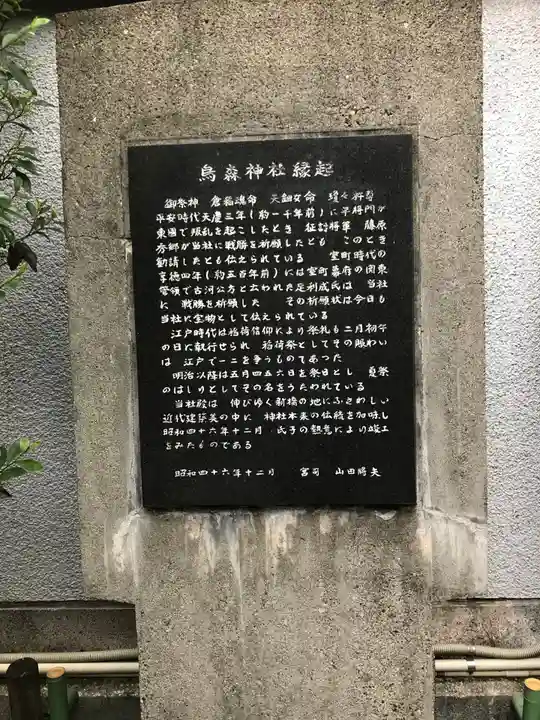 烏森神社縁起
御祭神 倉稲魂命 天鈿女命 瓊々杵尊
平安時代天慶三年(約一千年前)に平将門が
東國で叛乱を起こしたとき 征討将軍 藤原
秀郷が当社に戦勝を祈願したとも このとき
勧請したとも伝えられている 室町時代の
享徳四年(約五百年前)には室町幕府の関東
管領で古河公方と云われた足利成氏は 当社
に 戦勝を祈願した その祈願状は今日も
当社に宝物として伝えられている
江戸時代は稲荷信仰により祭礼も二月初午
の日に執行せられ 稲荷祭としてその賑わい
は 江戸で一二を争うものであった
明治以降は五月四五六日を祭日とし 夏祭
のはしりとしてその名をうたわれている
当社殿は 伸びゆく新橋の地にふさわしい
近代建築美の中に 神社本来の伝統を加味し
昭和四十六年十二月 氏子の熱意により竣工
をみたものである
昭和四十六年十二月 宮司 山田勝夫